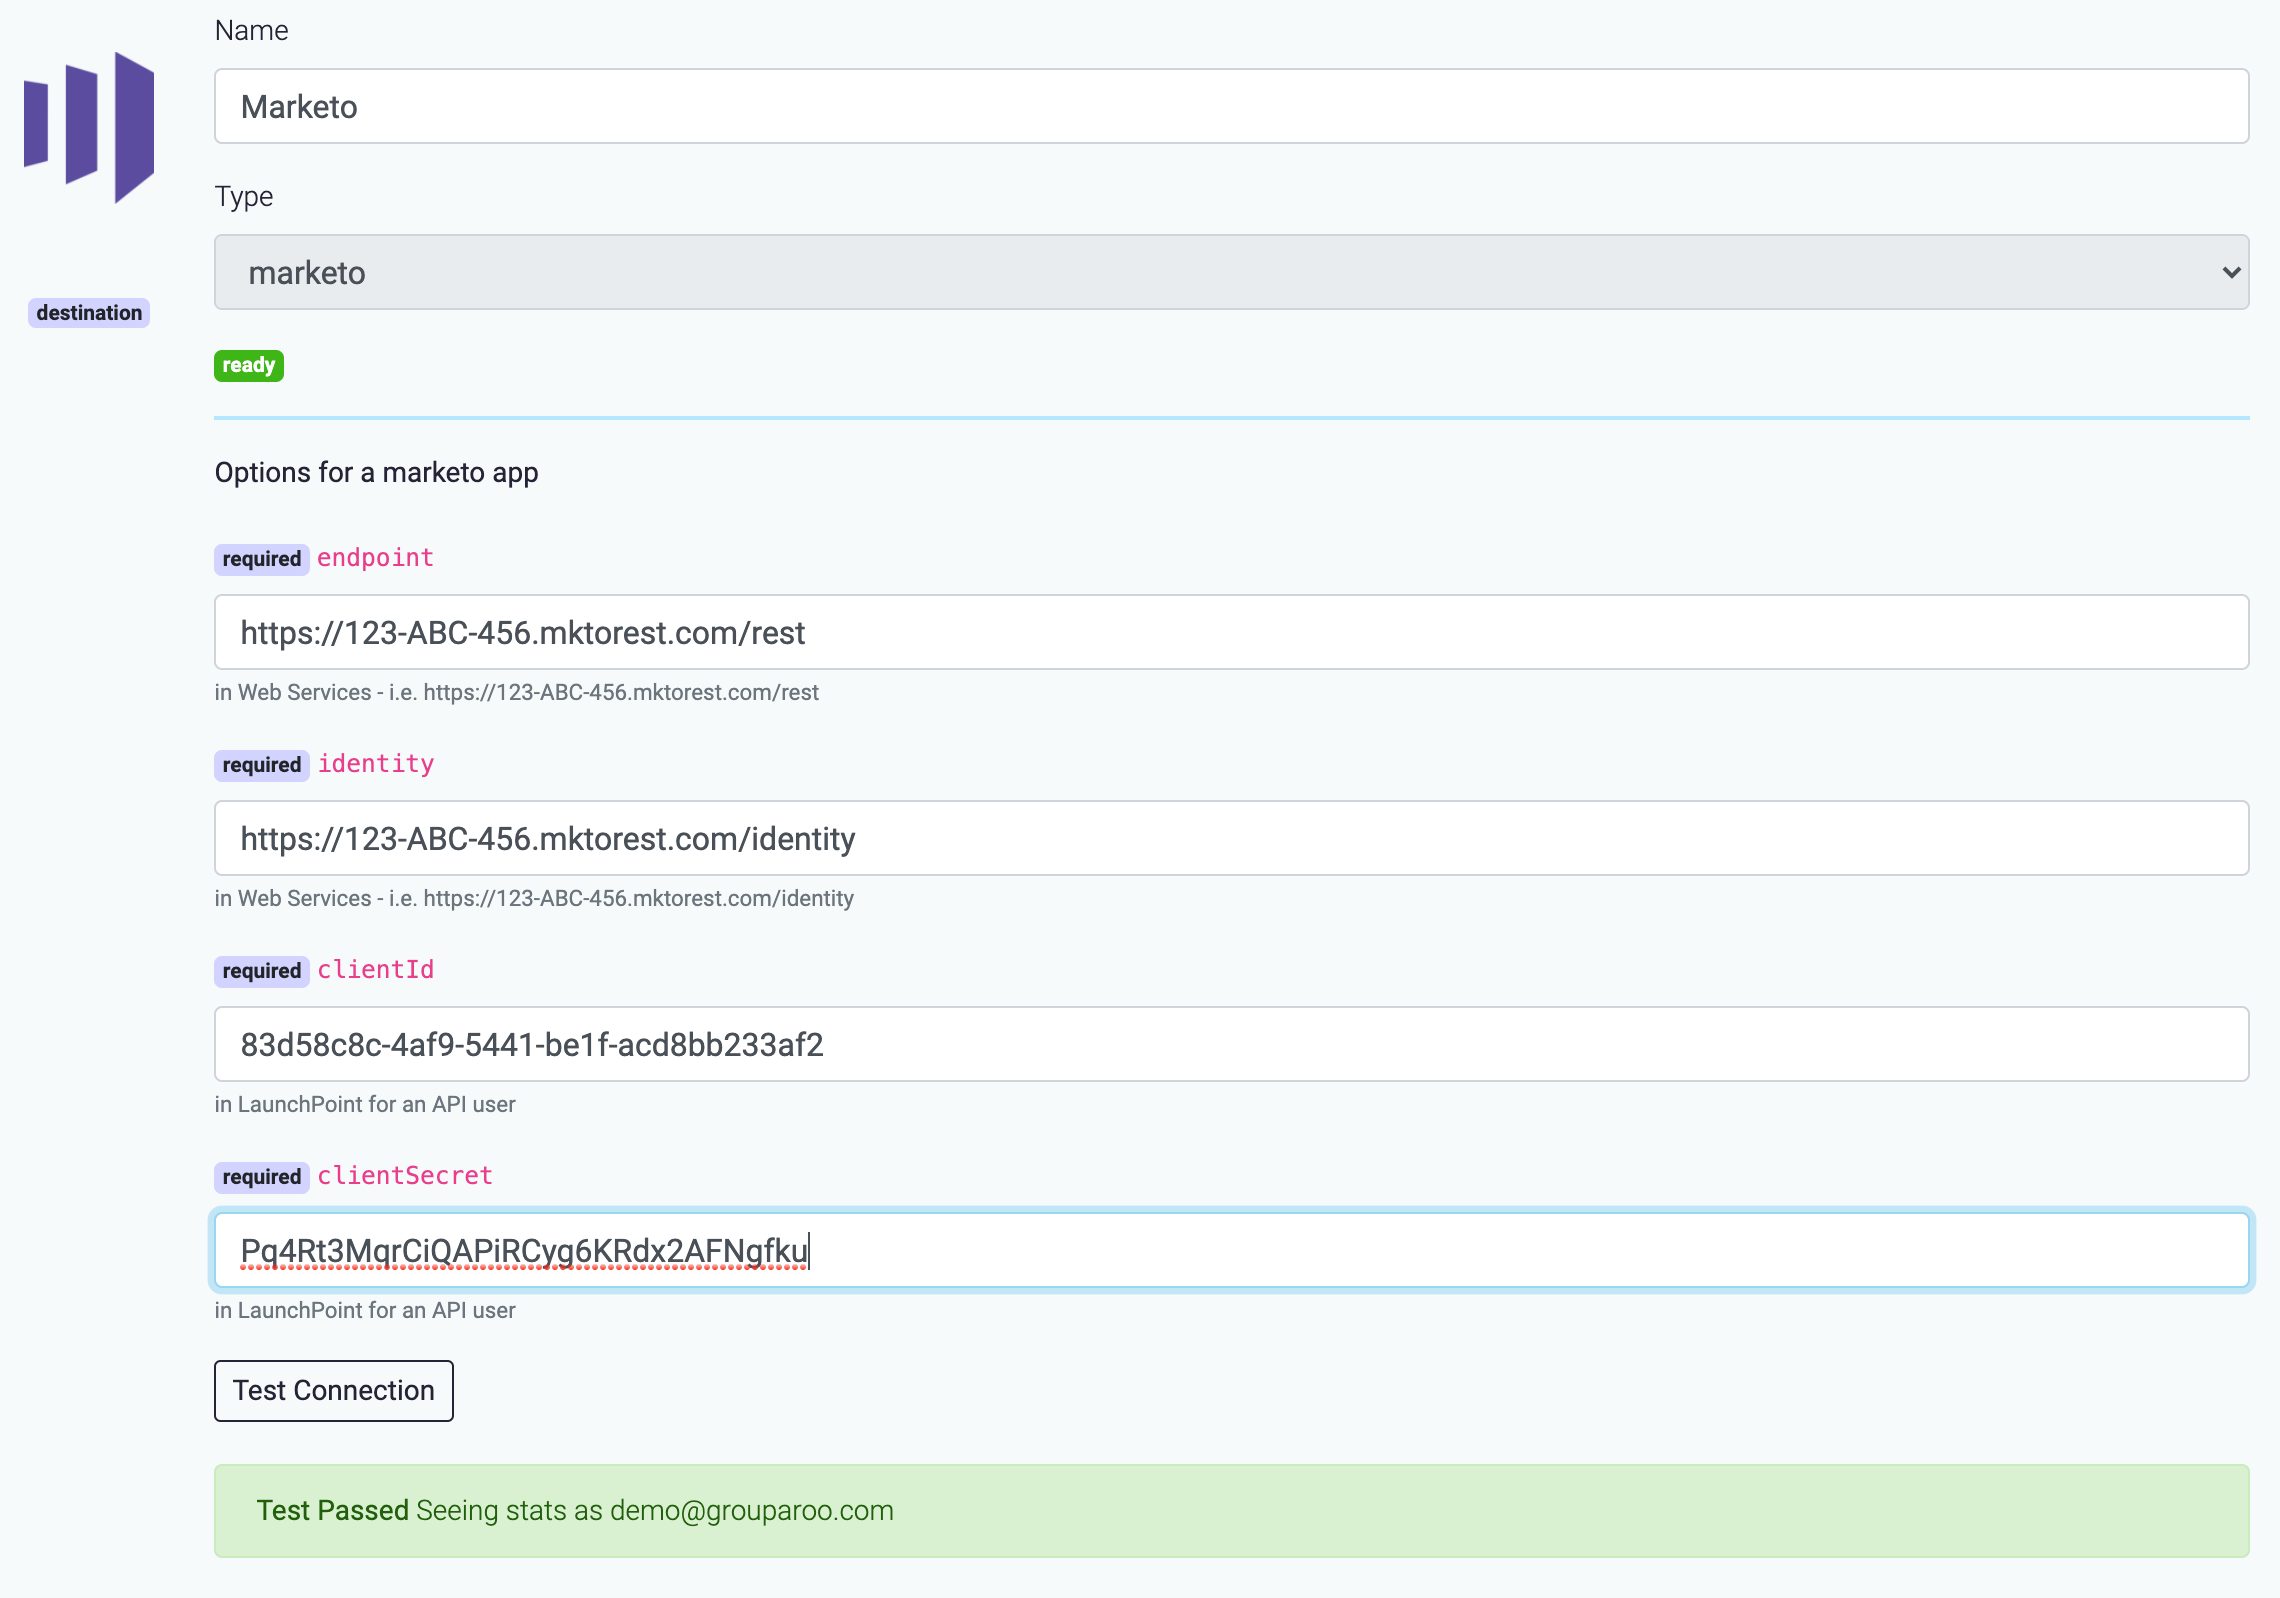 Name
Marketo
Type
marketo
destination
ready
Options for a marketo app
required endpoint
https://123-ABC-456.mktorest.com/rest
in Web Services - i.e. https://123-ABC-456.mktorest.com/rest
required identity
https://123-ABC-456.mktorest.com/identity
in Web Services - i.e. https://123-ABC-456.mktorest.com/identity
required clientId
83d58c8c-4af9-5441-be1f-acd8bb233af2
in LaunchPoint for an API user
required clientSecret
Pq4Rt3MqrCiQAPiRCyg6KRdx2AFNgfku
in LaunchPoint for an API user
Test Connection
Test Passed Seeing stats as demo@grouparoo.com